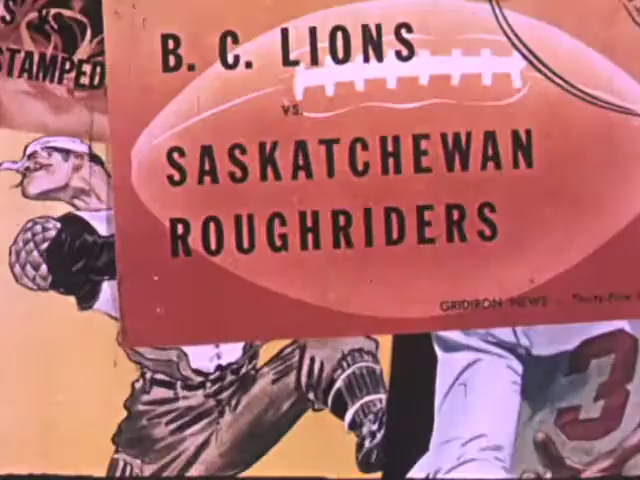 STAMPED
B. C. LIONS
VS.
SASKATCHEWAN
ROUGHRIDERS
GRIDIRON NEWS
3